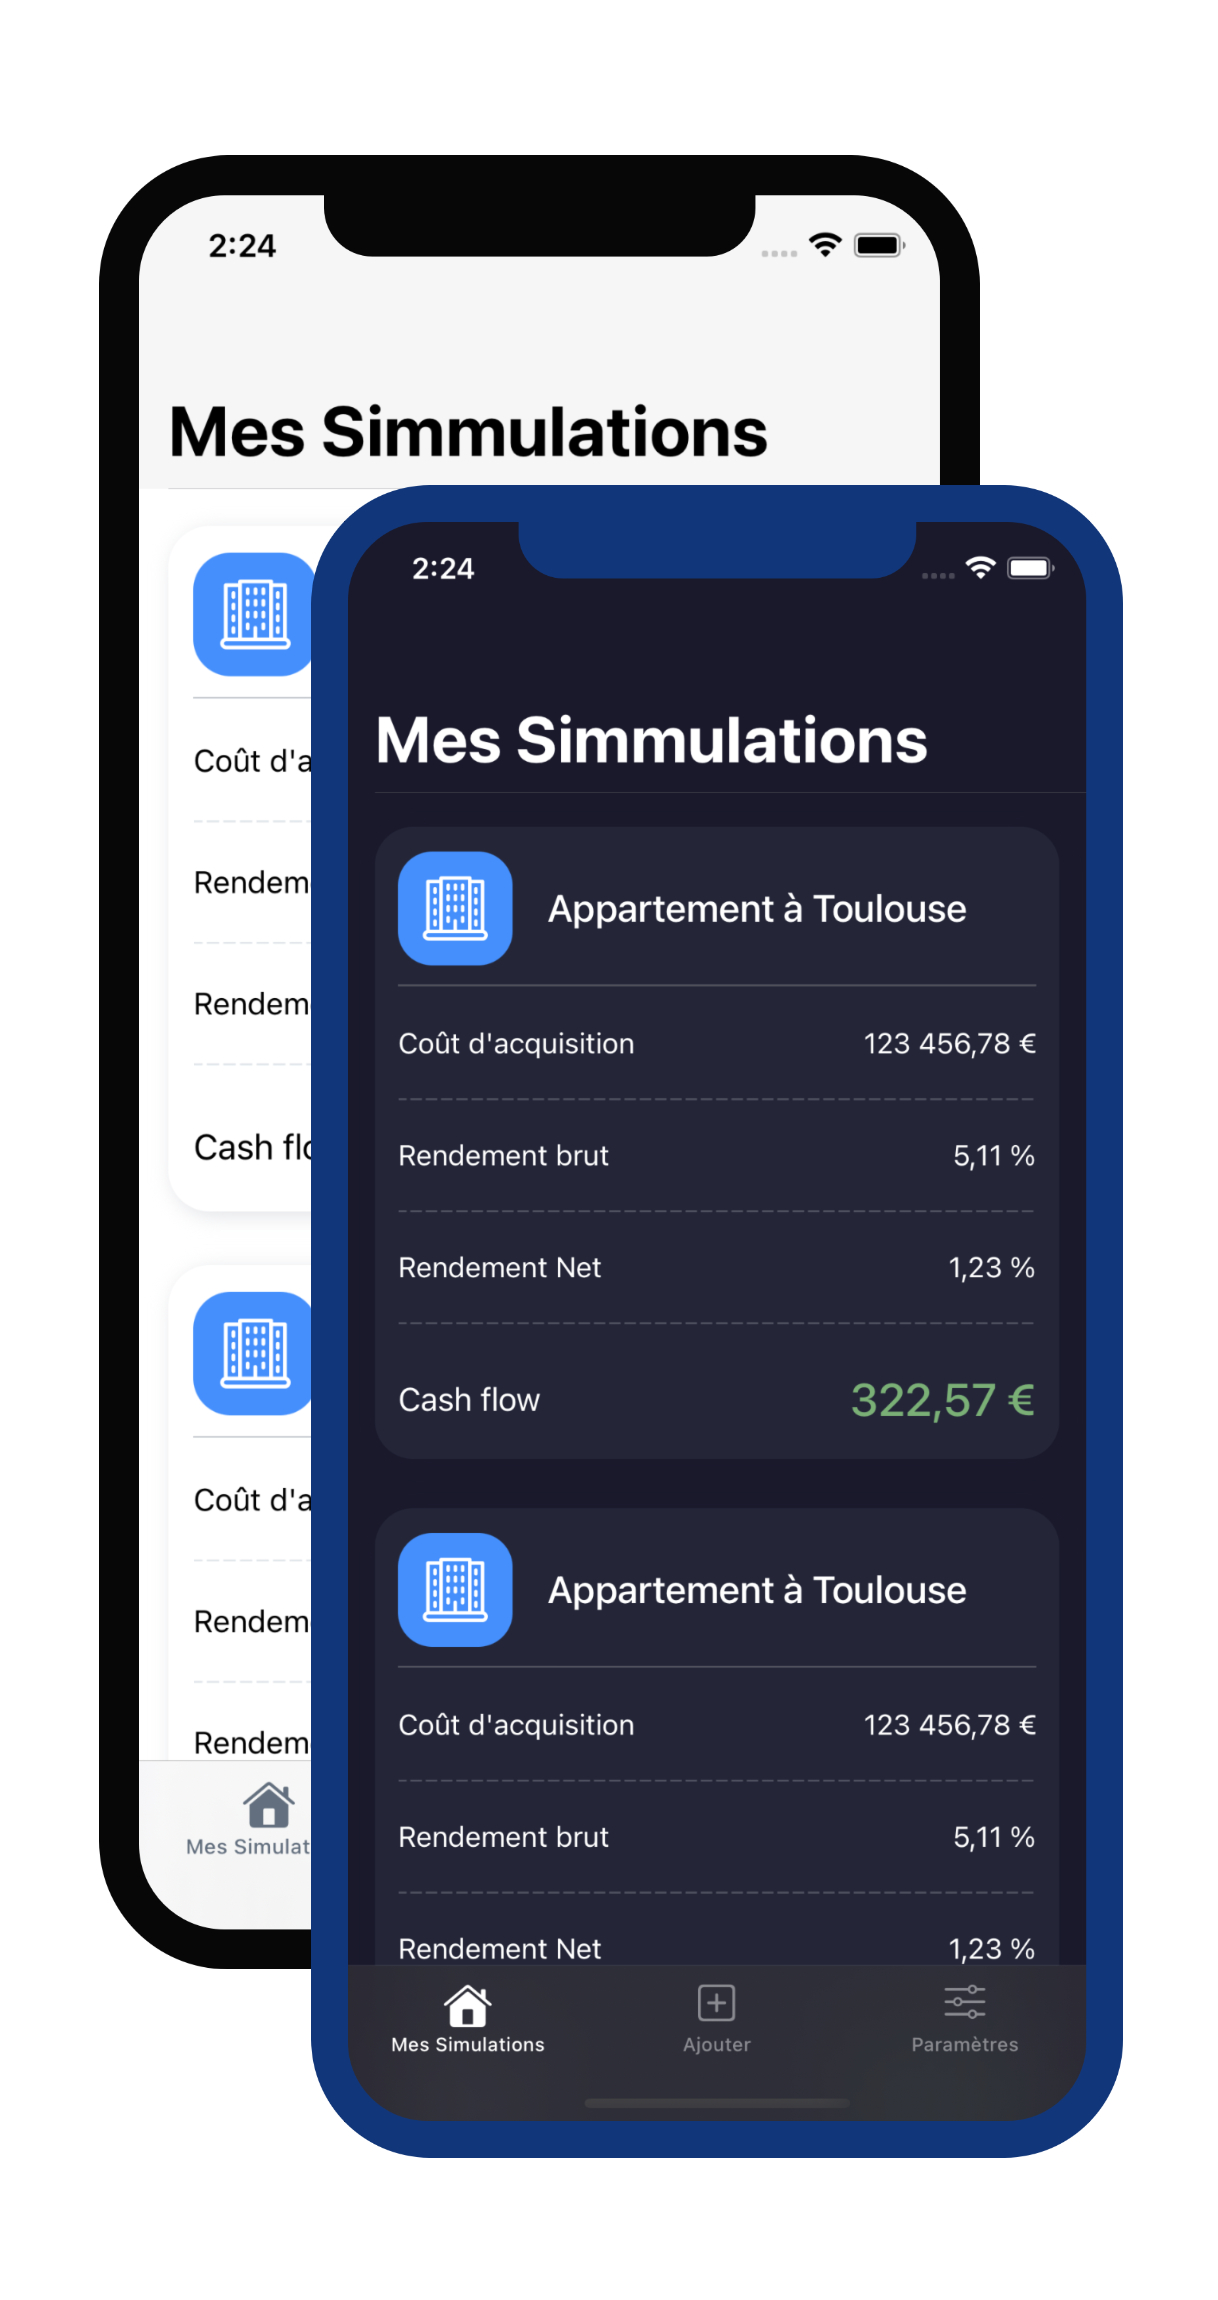 2:24
Mes Simmulations
Coût d'a
Rendem
Rendem
Cash flo
Coût d'a
Rendem
Rendem
Mes Simulat
2:24
Mes Simmulations
Appartement à Toulouse
Coût d'acquisition 123 456,78 €
Rendement brut 5,11 %
Rendement Net 1,23 %
Cash flow 322,57 €
Appartement à Toulouse
Coût d'acquisition 123 456,78 €
Rendement brut 5,11 %
Rendement Net 1,23 %
Mes Simulations Ajouter Paramètres